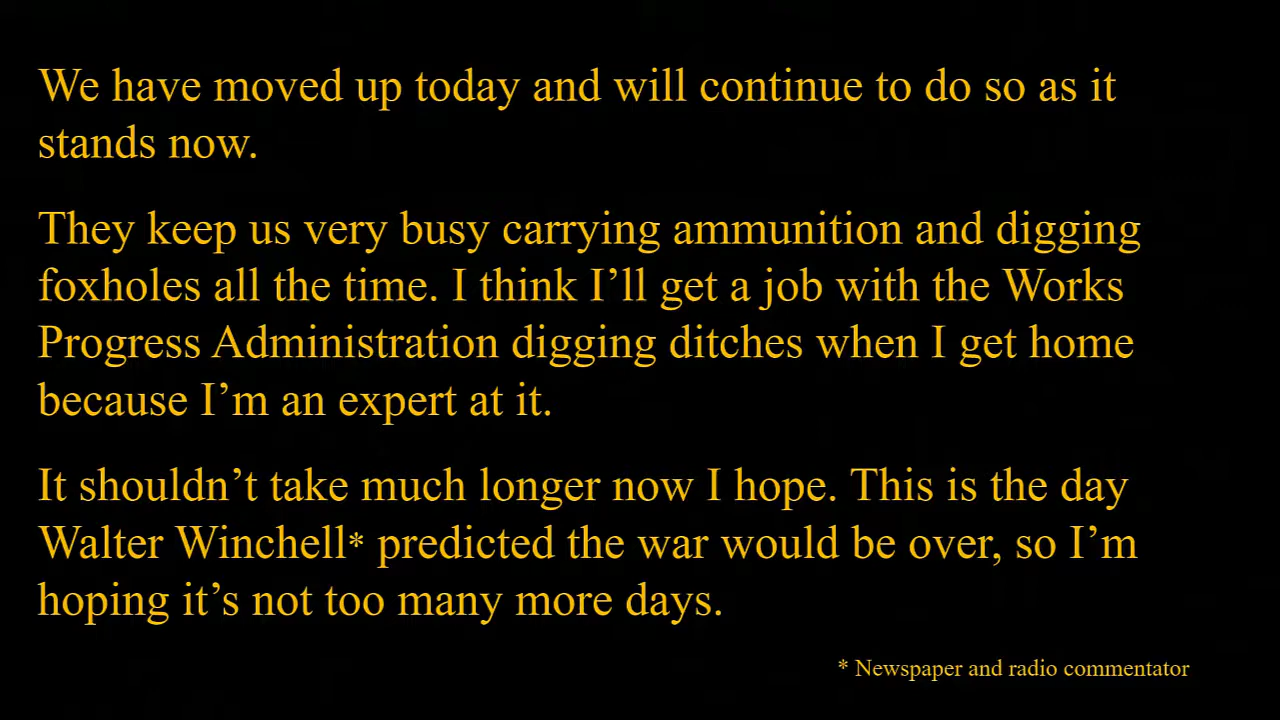 We have moved up today and will continue to do so as it
stands now.
They keep us very busy carrying ammunition and digging
foxholes all the time. I think I’ll get a job with the Works
Progress Administration digging ditches when I get home
because I’m an expert at it.
It shouldn’t take much longer now I hope. This is the day
Walter Winchell* predicted the war would be over, so I’m
hoping it’s not too many more days.
* Newspaper and radio commentator